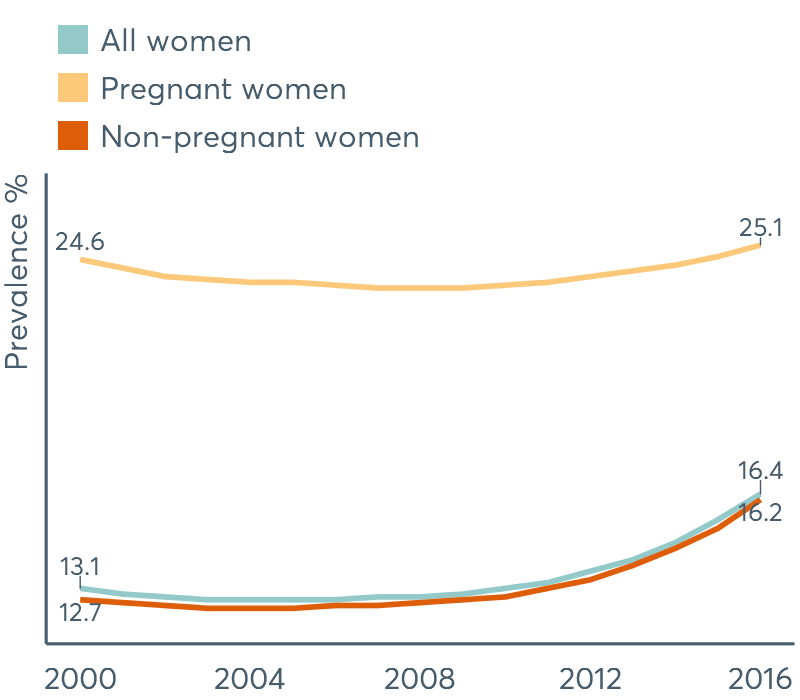 All women
Pregnant women
Non-pregnant women
Prevalence %
24.6
25.1
16.4
16.2
13.1
12.7
2000 2004 2008 2012 2016